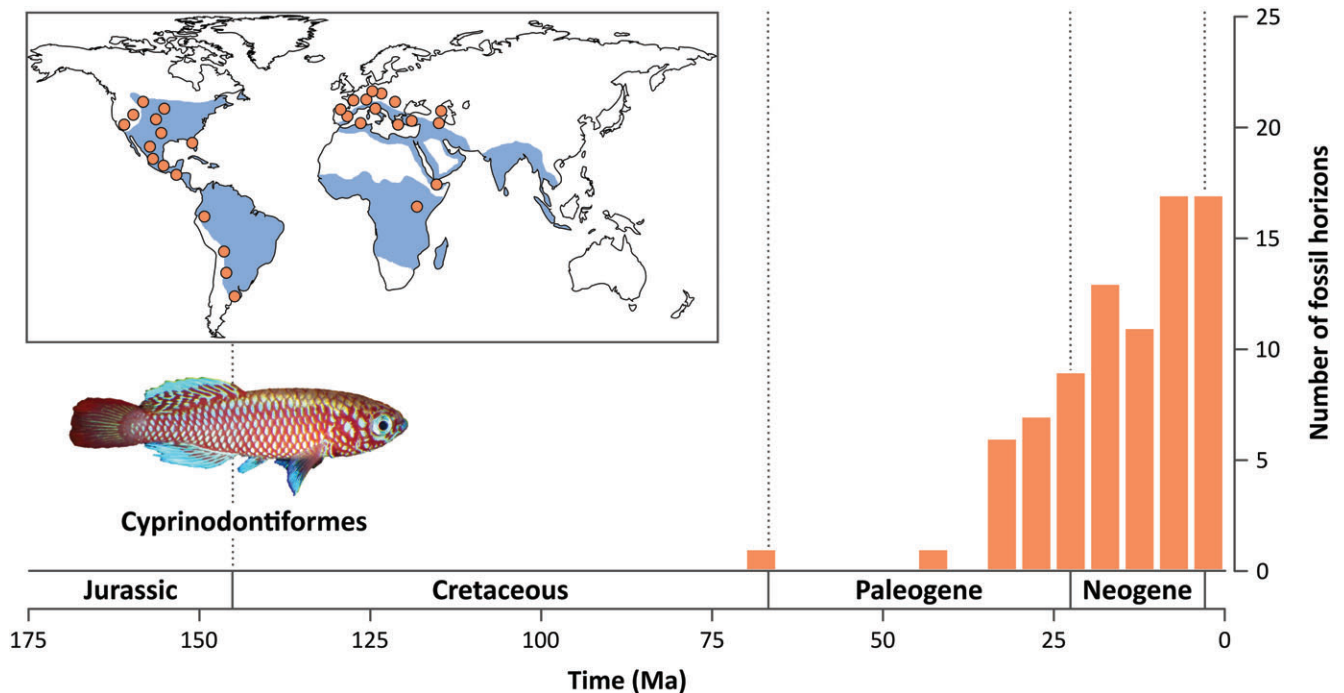 25
20
15
10
5
0
Number of fossil horizons
Cyprinodontiformes
Jurassic Cretaceous Paleogene Neogene
175 150 125 100 75 50 25 0
Time (Ma)